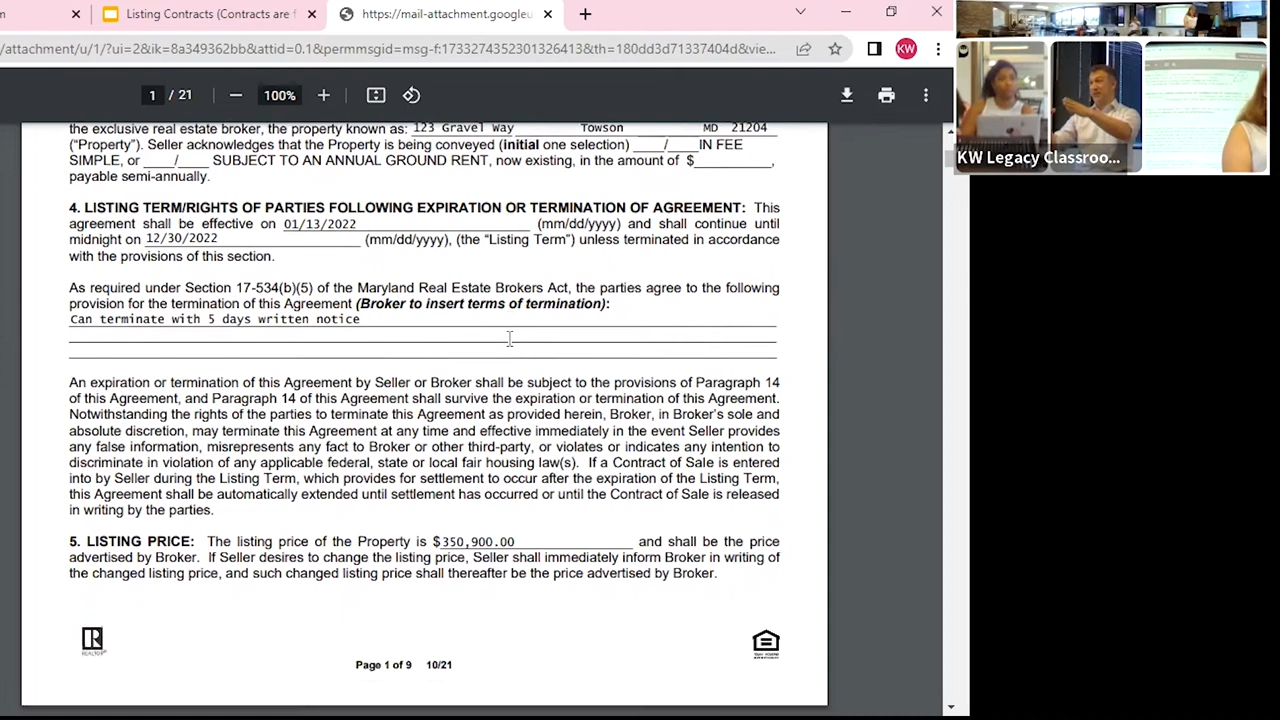 Listing Contracts (Contracts are f
https://mail-attachment.googleu
/attachment/u/1/?ui=2&ik=8a349362bb&attid=0.1&permmsgid=msg-f:1733274352301326413&th=180dd3d71337404d&vie...
KW
1 / 21
100%
the exclusive real estate broker, the property known as: 123 Gravel Way Towson MD 21204
("Property"). Seller acknowledges that the Property is being conveyed (initial one selection) ____/____IN FEE
SIMPLE, or ____/____ SUBJECT TO AN ANNUAL GROUND RENT, now existing, in the amount of $__________,
payable semi-annually.
4. LISTING TERM/RIGHTS OF PARTIES FOLLOWING EXPIRATION OR TERMINATION OF AGREEMENT: This
agreement shall be effective on 01/13/2022 (mm/dd/yyyy) and shall continue until
midnight on 12/30/2022 (mm/dd/yyyy), (the "Listing Term") unless terminated in accordance
with the provisions of this section.
As required under Section 17-534(b)(5) of the Maryland Real Estate Brokers Act, the parties agree to the following
provision for the termination of this Agreement (Broker to insert terms of termination):
Can terminate with 5 days written notice
An expiration or termination of this Agreement by Seller or Broker shall be subject to the provisions of Paragraph 14
of this Agreement, and Paragraph 14 of this Agreement shall survive the expiration or termination of this Agreement.
Notwithstanding the rights of the parties to terminate this Agreement as provided herein, Broker, in Broker's sole and
absolute discretion, may terminate this Agreement at any time and effective immediately in the event Seller provides
any false information, misrepresents any fact to Broker or other third-party, or violates or indicates any intention to
discriminate in violation of any applicable federal, state or local fair housing law(s). If a Contract of Sale is entered
into by Seller during the Listing Term, which provides for settlement to occur after the expiration of the Listing Term,
this Agreement shall be automatically extended until settlement has occurred or until the Contract of Sale is released
in writing by the parties.
5. LISTING PRICE: The listing price of the Property is $350,900.00 and shall be the price
advertised by Broker. If Seller desires to change the listing price, Seller shall immediately inform Broker in writing of
the changed listing price, and such changed listing price shall thereafter be the price advertised by Broker.
REALTOR
Page 1 of 9 10/21
KW Legacy Classroo...